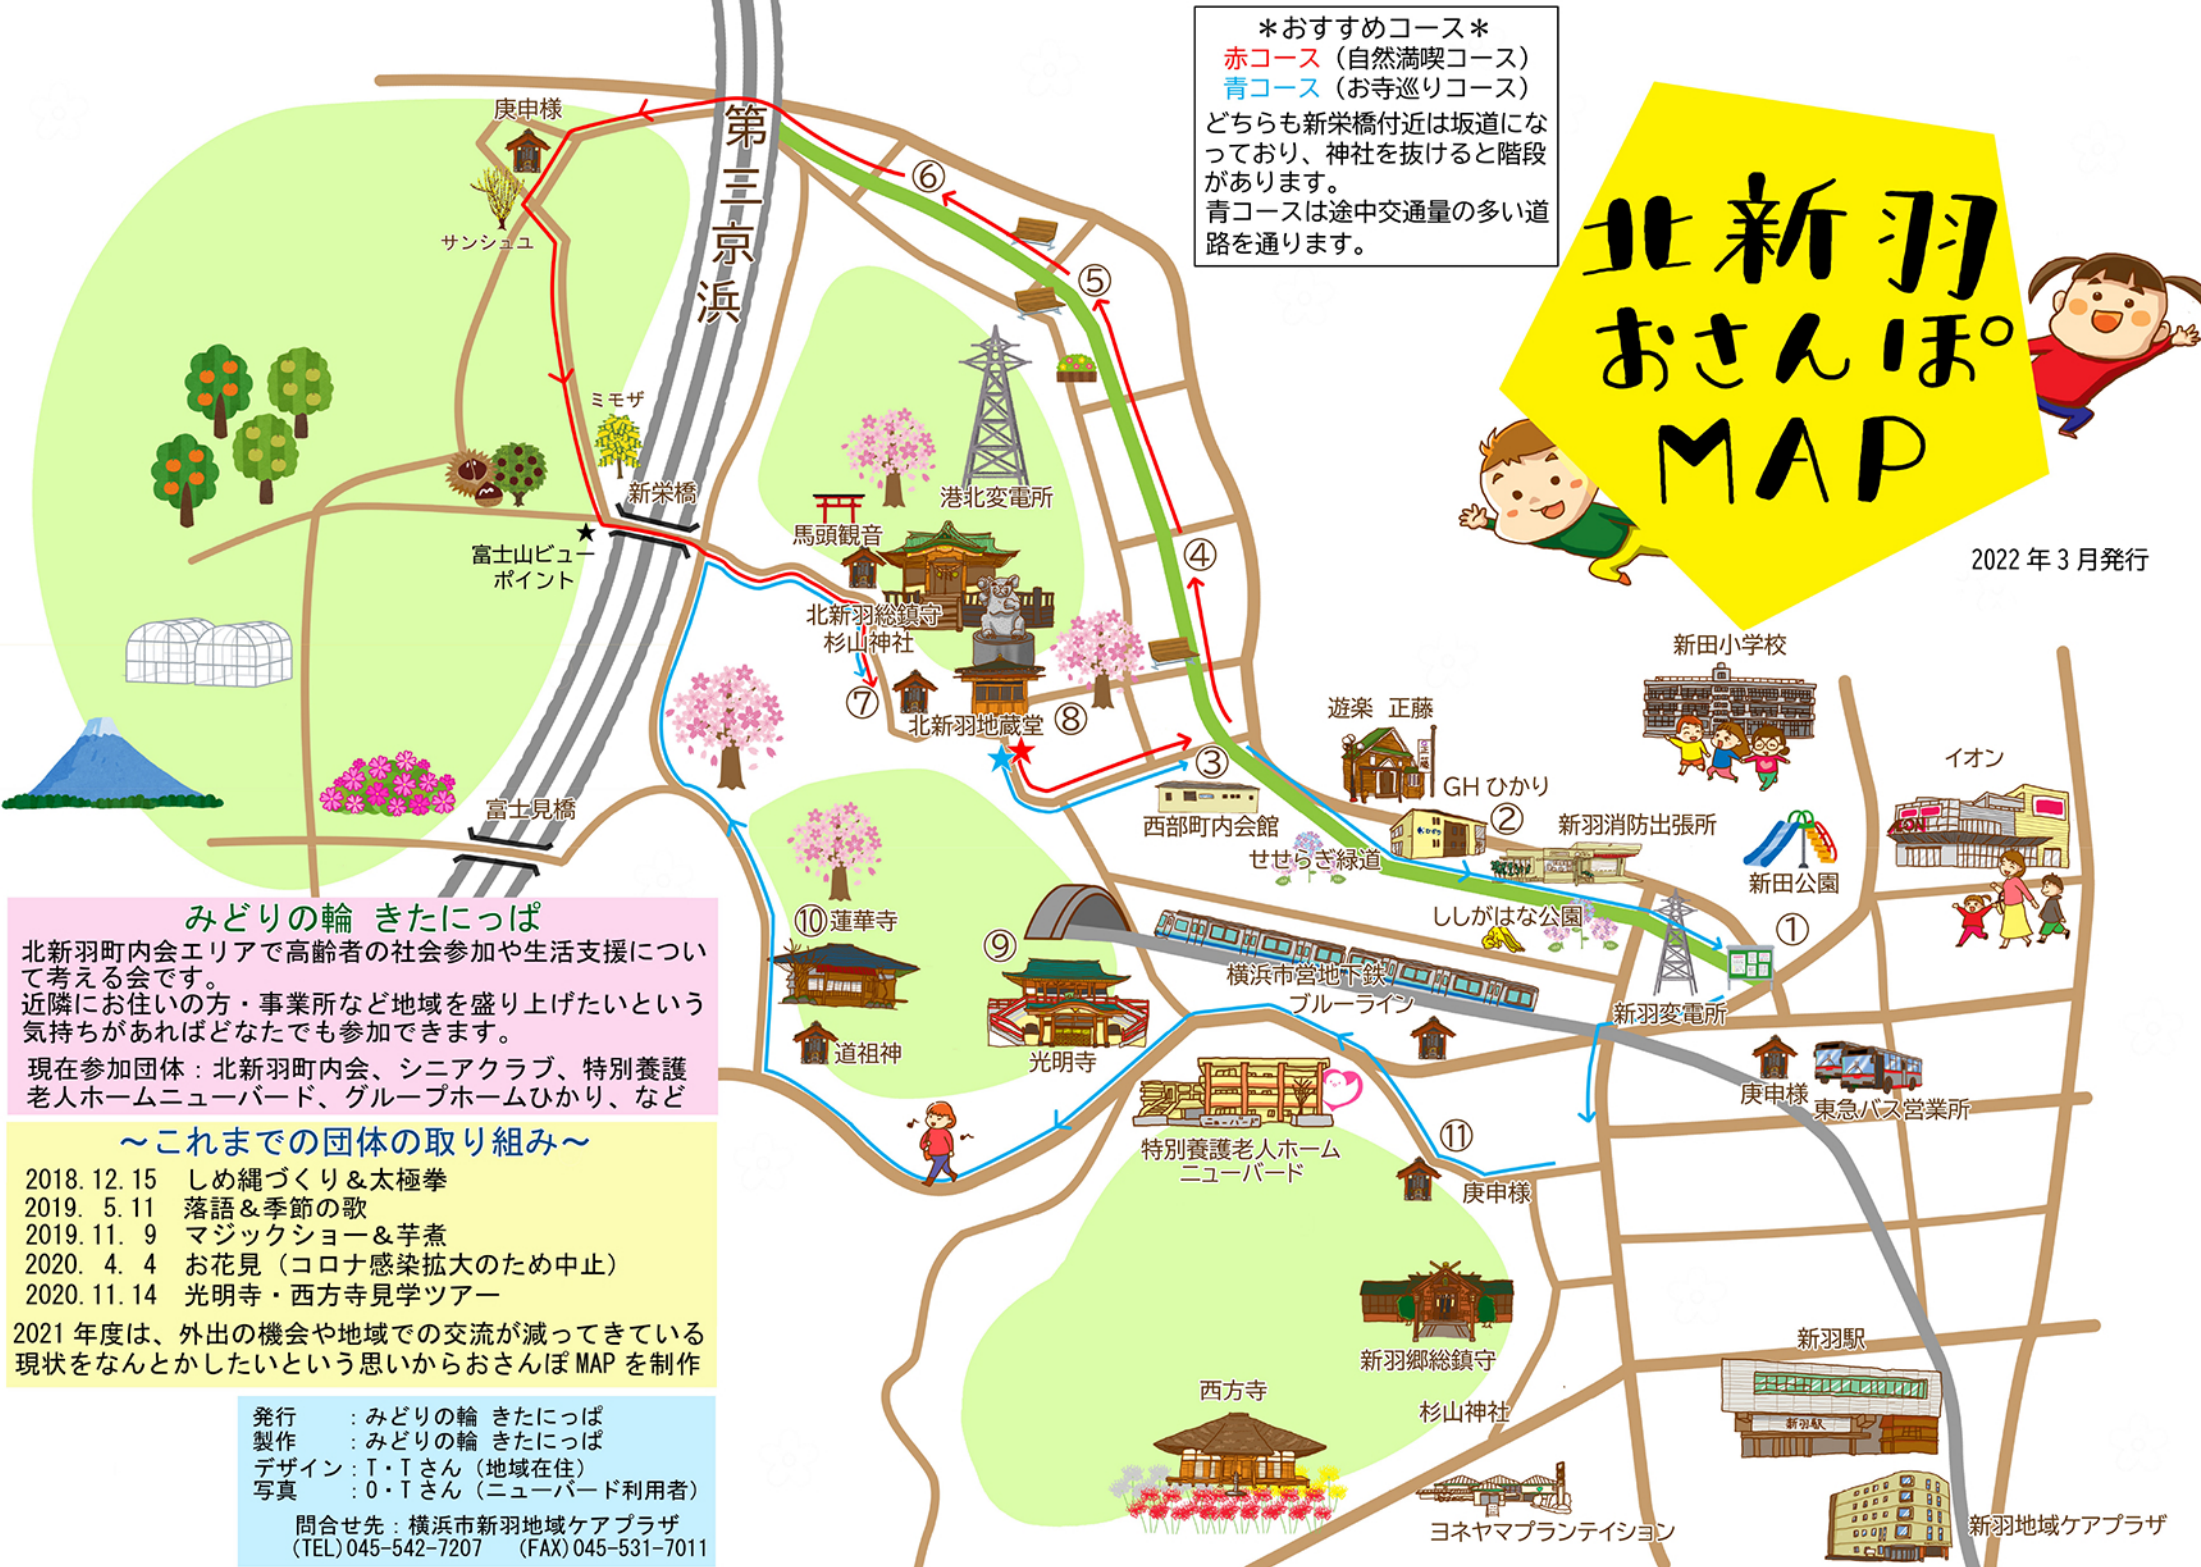 *おすすめコース*
赤コース（自然満喫コース）
青コース（お寺巡りコース）
どちらも新栄橋付近は坂道にな
っており、神社を抜けると階段
があります。
青コースは途中交通量の多い道
路を通ります。
北新羽
おさんぽ
MAP
2022年3月発行
第三京浜
庚申様
サンシュユ
⑥
⑤
ミモザ
新栄橋
富士山ビュー
ポイント
港北変電所
馬頭観音
④
北新羽総鎮守
杉山神社
⑦
北新羽地蔵堂
⑧
③
西部町内会館
遊楽 正藤
正藤
GHひかり
ひかり
②
新田小学校
イオン
AEON
新羽消防出張所
せせらぎ緑道
新田公園
ししがはな公園
①
富士見橋
⑩蓮華寺
⑨
横浜市営地下鉄
ブルーライン
新羽変電所
道祖神
光明寺
庚申様
東急バス営業所
特別養護老人ホーム
ニューバード
⑪
庚申様
新羽郷総鎮守
杉山神社
西方寺
新羽駅
新羽駅
ヨネヤマプランテイション
新羽地域ケアプラザ
みどりの輪 きたにっぱ
北新羽町内会エリアで高齢者の社会参加や生活支援につい
て考える会です。
近隣にお住いの方・事業所など地域を盛り上げたいという
気持ちがあればどなたでも参加できます。
現在参加団体：北新羽町内会、シニアクラブ、特別養護
老人ホームニューバード、グループホームひかり、など
～これまでの団体の取り組み～
2018.12.15 しめ縄づくり＆太極拳
2019. 5.11 落語＆季節の歌
2019.11. 9 マジックショー＆芋煮
2020. 4. 4 お花見（コロナ感染拡大のため中止）
2020.11.14 光明寺・西方寺見学ツアー
2021年度は、外出の機会や地域での交流が減ってきている
現状をなんとかしたいという思いからおさんぽMAPを制作
発行 ：みどりの輪 きたにっぱ
製作 ：みどりの輪 きたにっぱ
デザイン：T・Tさん（地域在住）
写真 ：O・Tさん（ニューバード利用者）
問合せ先：横浜市新羽地域ケアプラザ
(TEL)045-542-7207 (FAX)045-531-7011